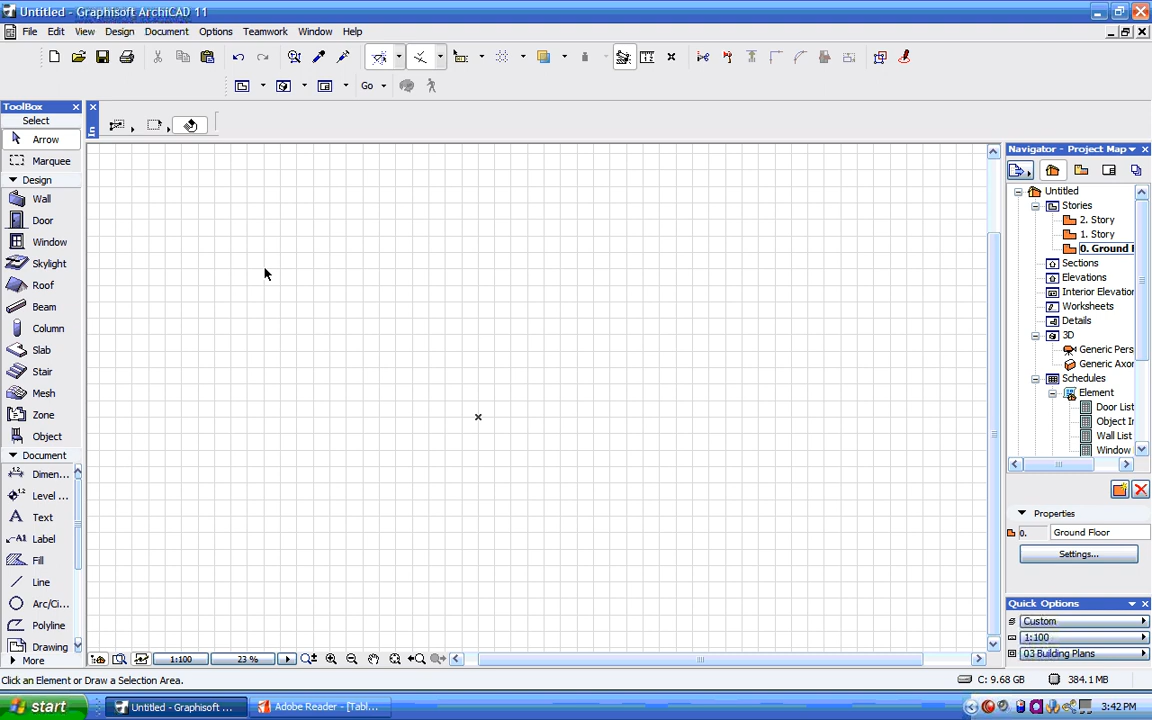 Untitled - Graphisoft ArchiCAD 11
File Edit View Design Document Options Teamwork Window Help
Go
ToolBox
Select
Arrow
Marquee
Design
Wall
Door
Window
Skylight
Roof
Beam
Column
Slab
Stair
Mesh
Zone
Object
Document
Dimen...
Level ...
Text
Label
Fill
Line
Arc/Ci...
Polyline
Drawing
More
In
Navigator - Project Map
Untitled
Stories
2. Story
1. Story
0. Ground F
Sections
Elevations
Interior Elevation
Worksheets
Details
3D
Generic Pers
Generic Axor
Schedules
Element
Door List
Object In
Wall List
Window
Properties
0. Ground Floor
Settings...
Quick Options
Custom
1:100
03 Building Plans
1:100 23 %
Click an Element or Draw a Selection Area.
C: 9.68 GB 384.1 MB
start Untitled - Graphisoft ... Adobe Reader - [Tabl... 3:42 PM